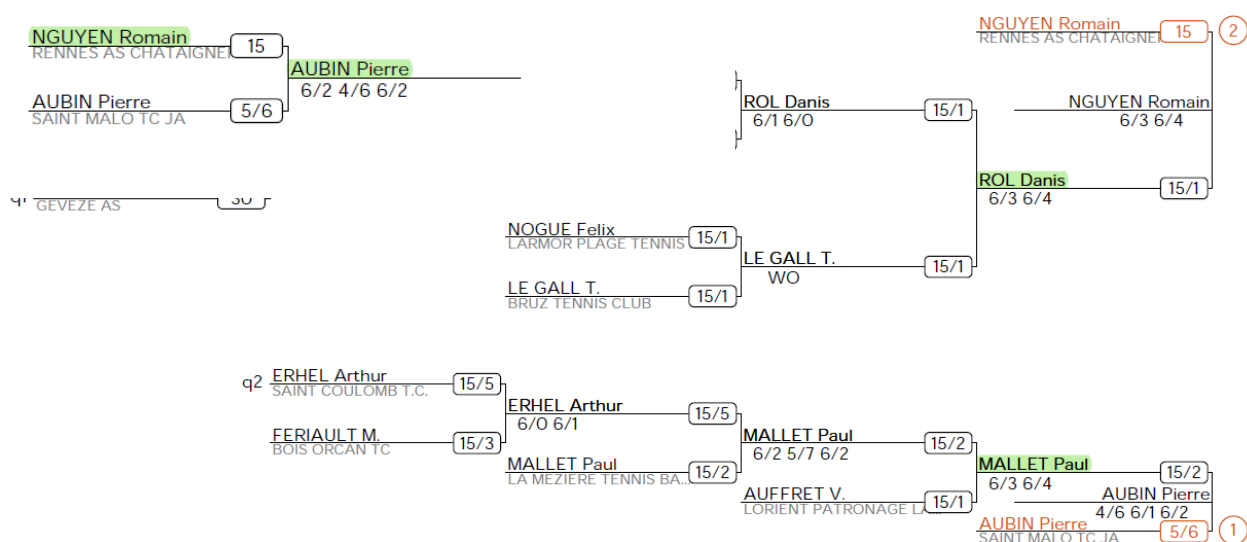 NGUYEN Romain
15
RENNES AS CHATAIGNE
AUBIN Pierre
6/2 4/6 6/2
AUBIN Pierre
5/6
SAINT MALO TC JA
q1
30
GEVEZE AS
NGUYEN Romain
15
2
RENNES AS CHATAIGNE
ROL Danis
15/1
6/1 6/0
NGUYEN Romain
6/3 6/4
ROL Danis
15/1
6/3 6/4
NOGUE Felix
15/1
LARMOR PLAGE TENNIS
LE GALL T.
15/1
WO
LE GALL T.
15/1
BRUZ TENNIS CLUB
q2 ERHEL Arthur
15/5
SAINT COULOMB T.C.
ERHEL Arthur
15/5
6/0 6/1
FERIAULT M.
15/3
BOIS ORCAN TC
MALLET Paul
15/2
6/2 5/7 6/2
MALLET Paul
15/2
LA MEZIERE TENNIS BA...
MALLET Paul
15/2
6/3 6/4
AUFFRET V.
15/1
LORIENT PATRONAGE LA...
AUBIN Pierre
4/6 6/1 6/2
AUBIN Pierre
5/6
1
SAINT MALO TC JA